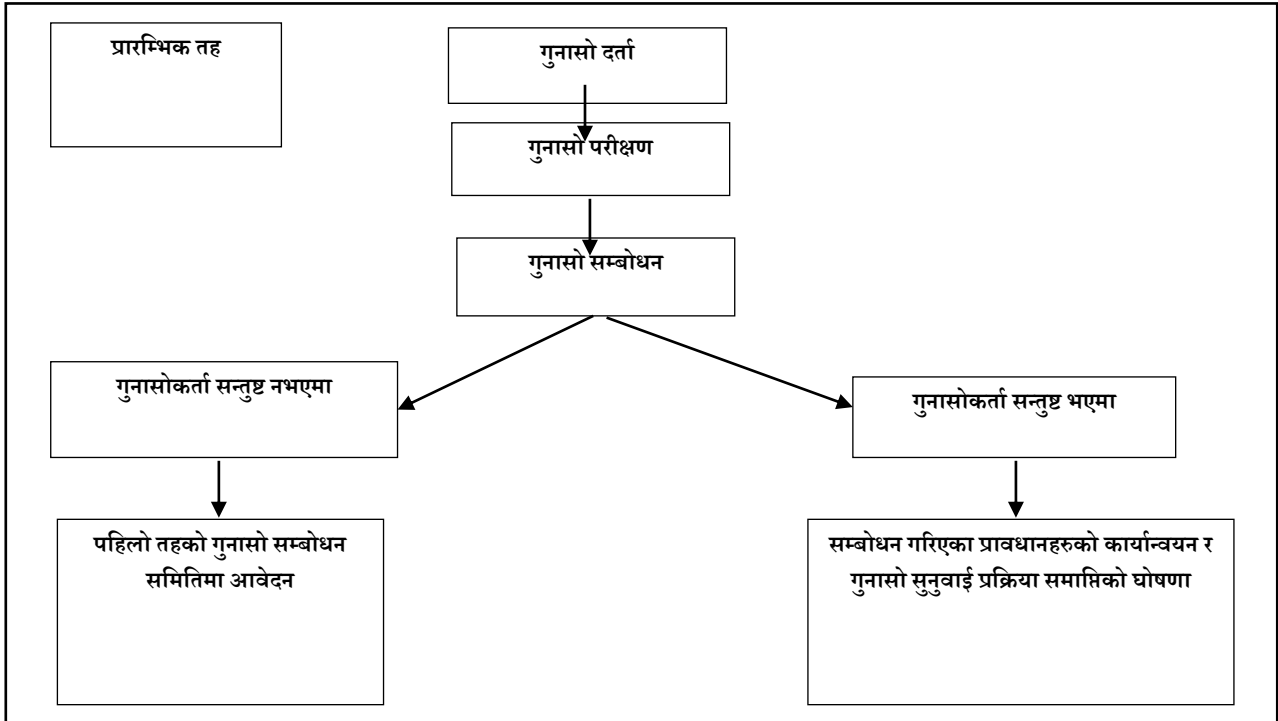 प्रारम्भिक तह
गुनासो दर्ता
गुनासो परीक्षण
गुनासो सम्बोधन
गुनासोकर्ता सन्तुष्ट नभएमा
गुनासोकर्ता सन्तुष्ट भएमा
पहिलो तहको गुनासो सम्बोधन
समितिमा आवेदन
सम्बोधन गरिएका प्रावधानहरुको कार्यान्वयन र
गुनासो सुनुवाई प्रक्रिया समाप्तिको घोषणा